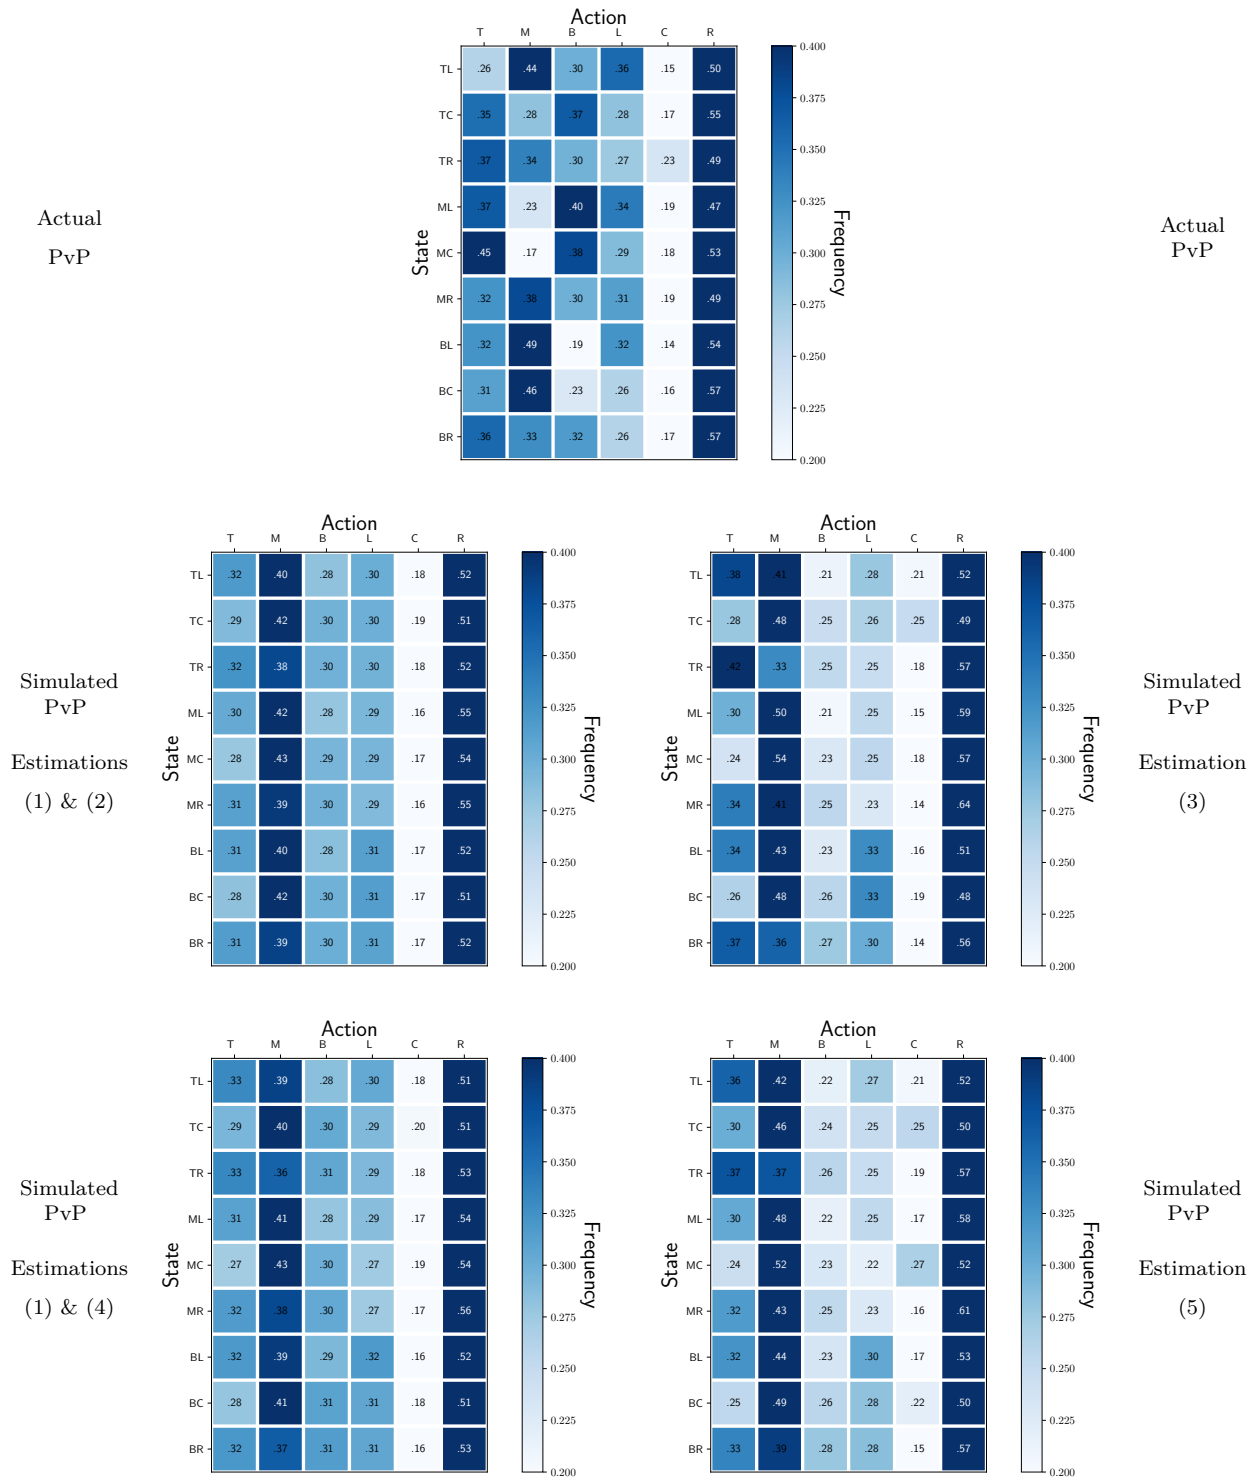 Action
T M B L C R
TL .26 .44 .30 .36 .15 .50
TC .35 .28 .37 .28 .17 .55
TR .37 .34 .30 .27 .23 .49
ML .37 .23 .40 .34 .19 .47
MC .45 .17 .38 .29 .18 .53
MR .32 .38 .30 .31 .19 .49
BL .32 .49 .19 .32 .14 .54
BC .31 .46 .23 .26 .16 .57
BR .36 .33 .32 .26 .17 .57
State
0.400
0.375
0.350
0.325
0.300
0.275
0.250
0.225
0.200
Frequency
Actual
PvP
Actual
PvP
Action
T M B L C R
TL .32 .40 .28 .30 .18 .52
TC .29 .42 .30 .30 .19 .51
TR .32 .38 .30 .30 .18 .52
ML .30 .42 .28 .29 .16 .55
MC .28 .43 .29 .29 .17 .54
MR .31 .39 .30 .29 .16 .55
BL .31 .40 .28 .31 .17 .52
BC .28 .42 .30 .31 .17 .51
BR .31 .39 .30 .31 .17 .52
State
0.400
0.375
0.350
0.325
0.300
0.275
0.250
0.225
0.200
Frequency
Simulated
PvP
Estimations
(1) & (2)
Action
T M B L C R
TL .38 .41 .21 .28 .21 .52
TC .28 .48 .25 .26 .25 .49
TR .42 .33 .25 .25 .18 .57
ML .30 .50 .21 .25 .15 .59
MC .24 .54 .23 .25 .18 .57
MR .34 .41 .25 .23 .14 .64
BL .34 .43 .23 .33 .16 .51
BC .26 .48 .26 .33 .19 .48
BR .37 .36 .27 .30 .14 .56
State
0.400
0.375
0.350
0.325
0.300
0.275
0.250
0.225
0.200
Frequency
Simulated
PvP
Estimation
(3)
Action
T M B L C R
TL .33 .39 .28 .30 .18 .51
TC .29 .40 .30 .29 .20 .51
TR .33 .36 .31 .29 .18 .53
ML .31 .41 .28 .29 .17 .54
MC .27 .43 .30 .27 .19 .54
MR .32 .38 .30 .27 .17 .56
BL .32 .39 .29 .32 .16 .52
BC .28 .41 .31 .31 .18 .51
BR .32 .37 .31 .31 .16 .53
State
0.400
0.375
0.350
0.325
0.300
0.275
0.250
0.225
0.200
Frequency
Simulated
PvP
Estimations
(1) & (4)
Action
T M B L C R
TL .36 .42 .22 .27 .21 .52
TC .30 .46 .24 .25 .25 .50
TR .37 .37 .26 .25 .19 .57
ML .30 .48 .22 .25 .17 .58
MC .24 .52 .23 .22 .27 .52
MR .32 .43 .25 .23 .16 .61
BL .32 .44 .23 .30 .17 .53
BC .25 .49 .26 .28 .22 .50
BR .33 .39 .28 .28 .15 .57
State
0.400
0.375
0.350
0.325
0.300
0.275
0.250
0.225
0.200
Frequency
Simulated
PvP
Estimation
(5)